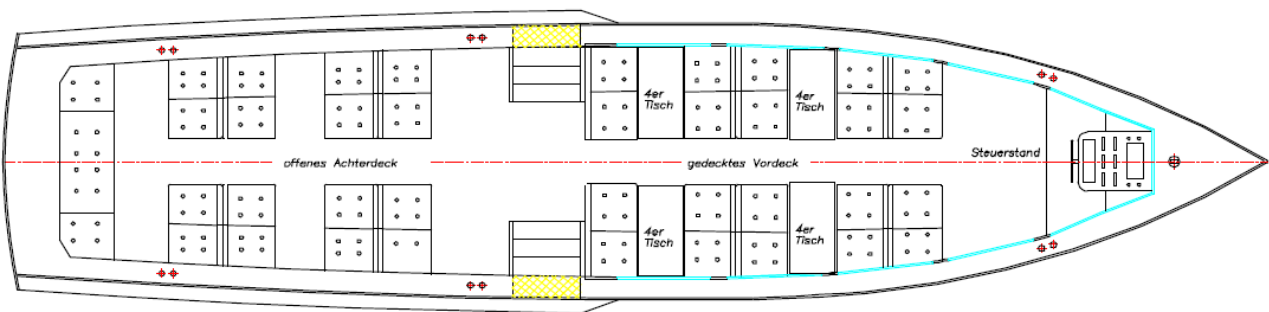 4er
Tisch
4er
Tisch
offenes Achterdeck
gedecktes Vordeck
Steuerstand
4er
Tisch
4er
Tisch